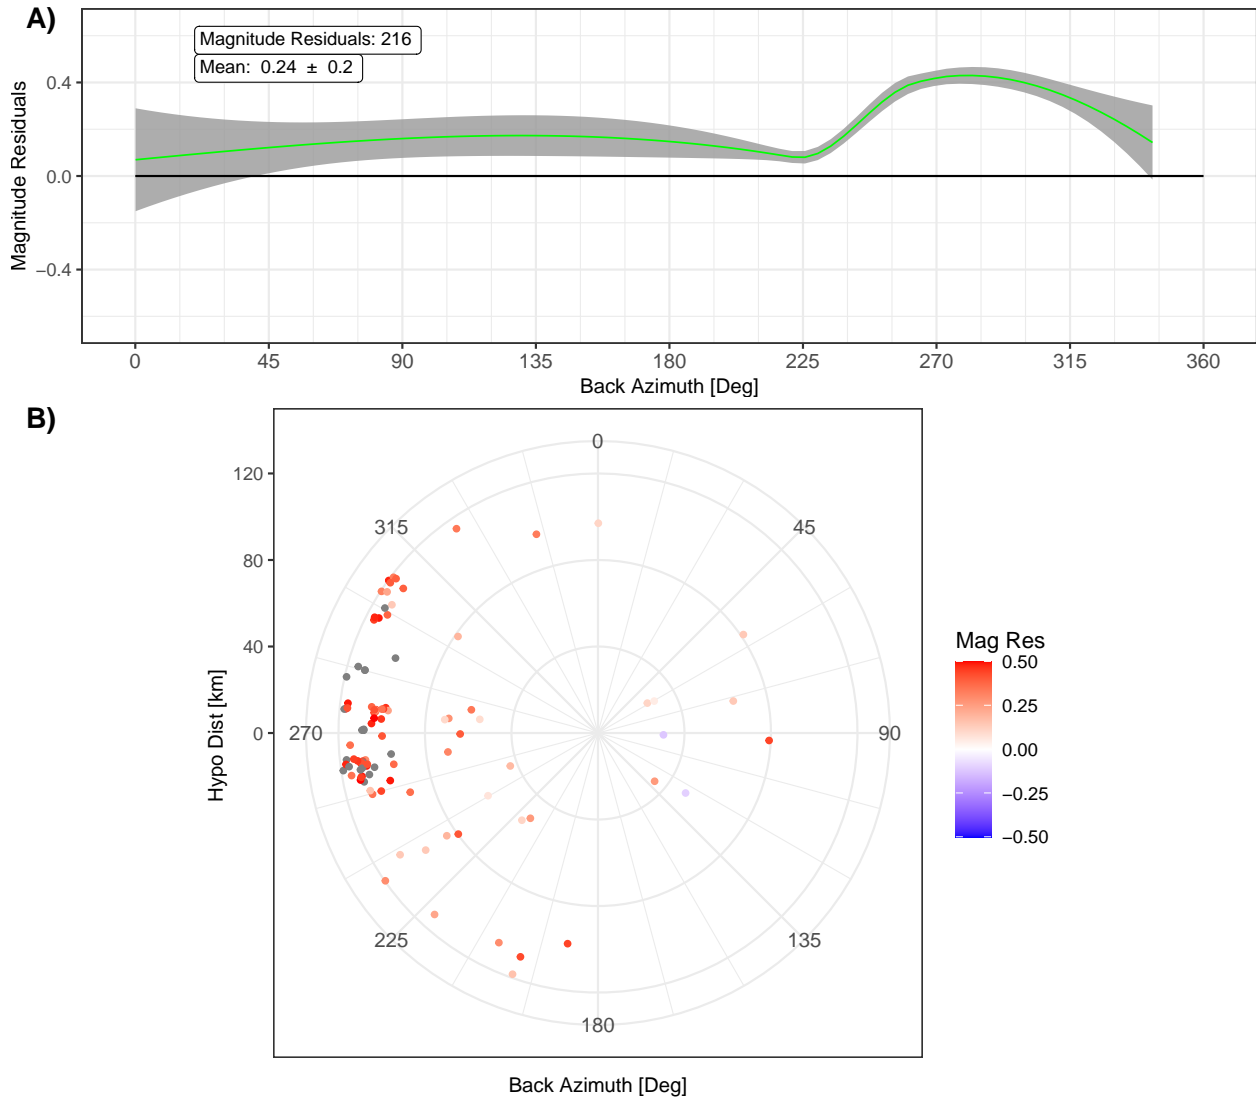 A)
Magnitude Residuals: 216
Mean:  0.24  ±  0.2
Magnitude Residuals
0.4
0.0
−0.4
0 45 90 135 180 225 270 315 360
Back Azimuth [Deg]
B)
Hypo Dist [km]
120
80
40
0
0
45
90
135
180
225
270
315
Back Azimuth [Deg]
Mag Res
0.50
0.25
0.00
−0.25
−0.50